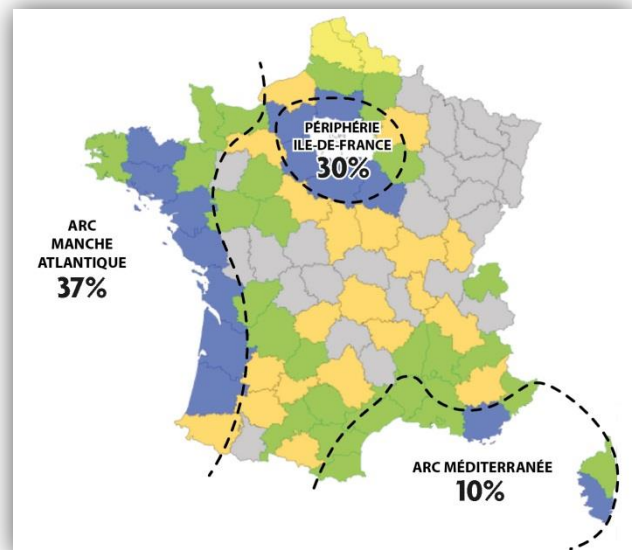 PÉRIPHÉRIE
ILE-DE-FRANCE
30%
ARC
MANCHE
ATLANTIQUE
37%
ARC MÉDITERRANÉE
10%